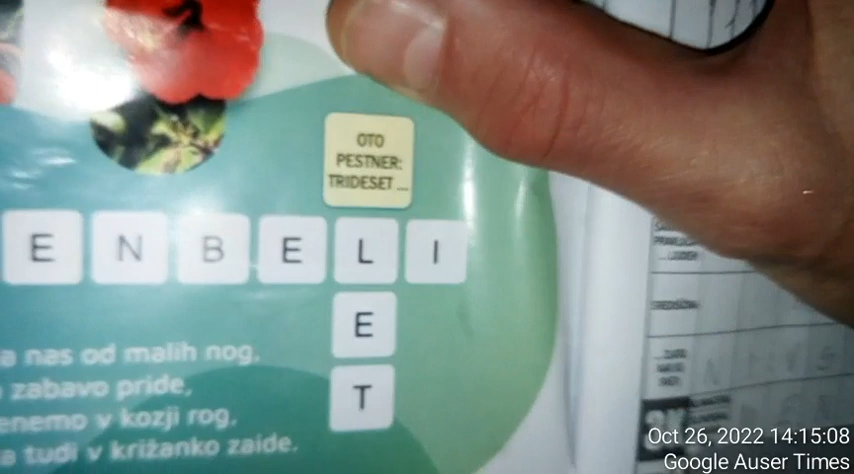 OTO
PESTNER:
TRIDESET ...
E N B E L I
E
T
a nas od malih nog,
zabavo pride,
enemo v kozji rog,
a tudi v križanko zaide.
Oct 26, 2022 14:15:08
Google Auser Times